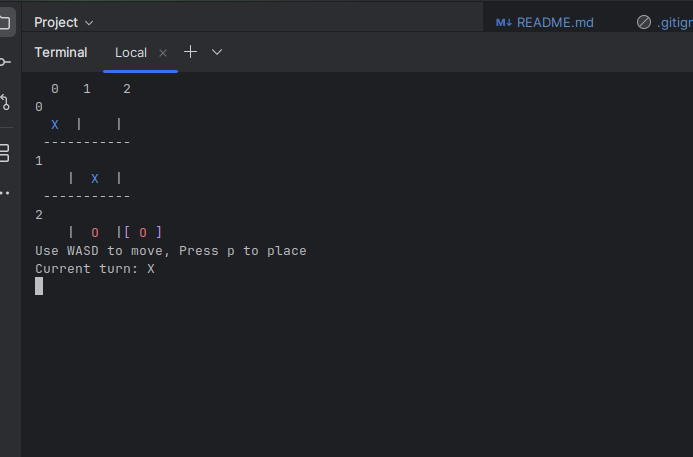 Project
README.md
.gitign
Terminal Local
0 1 2
0
X | |
-----------
1
| X |
-----------
2
| O |[ O ]
Use WASD to move, Press p to place
Current turn: X